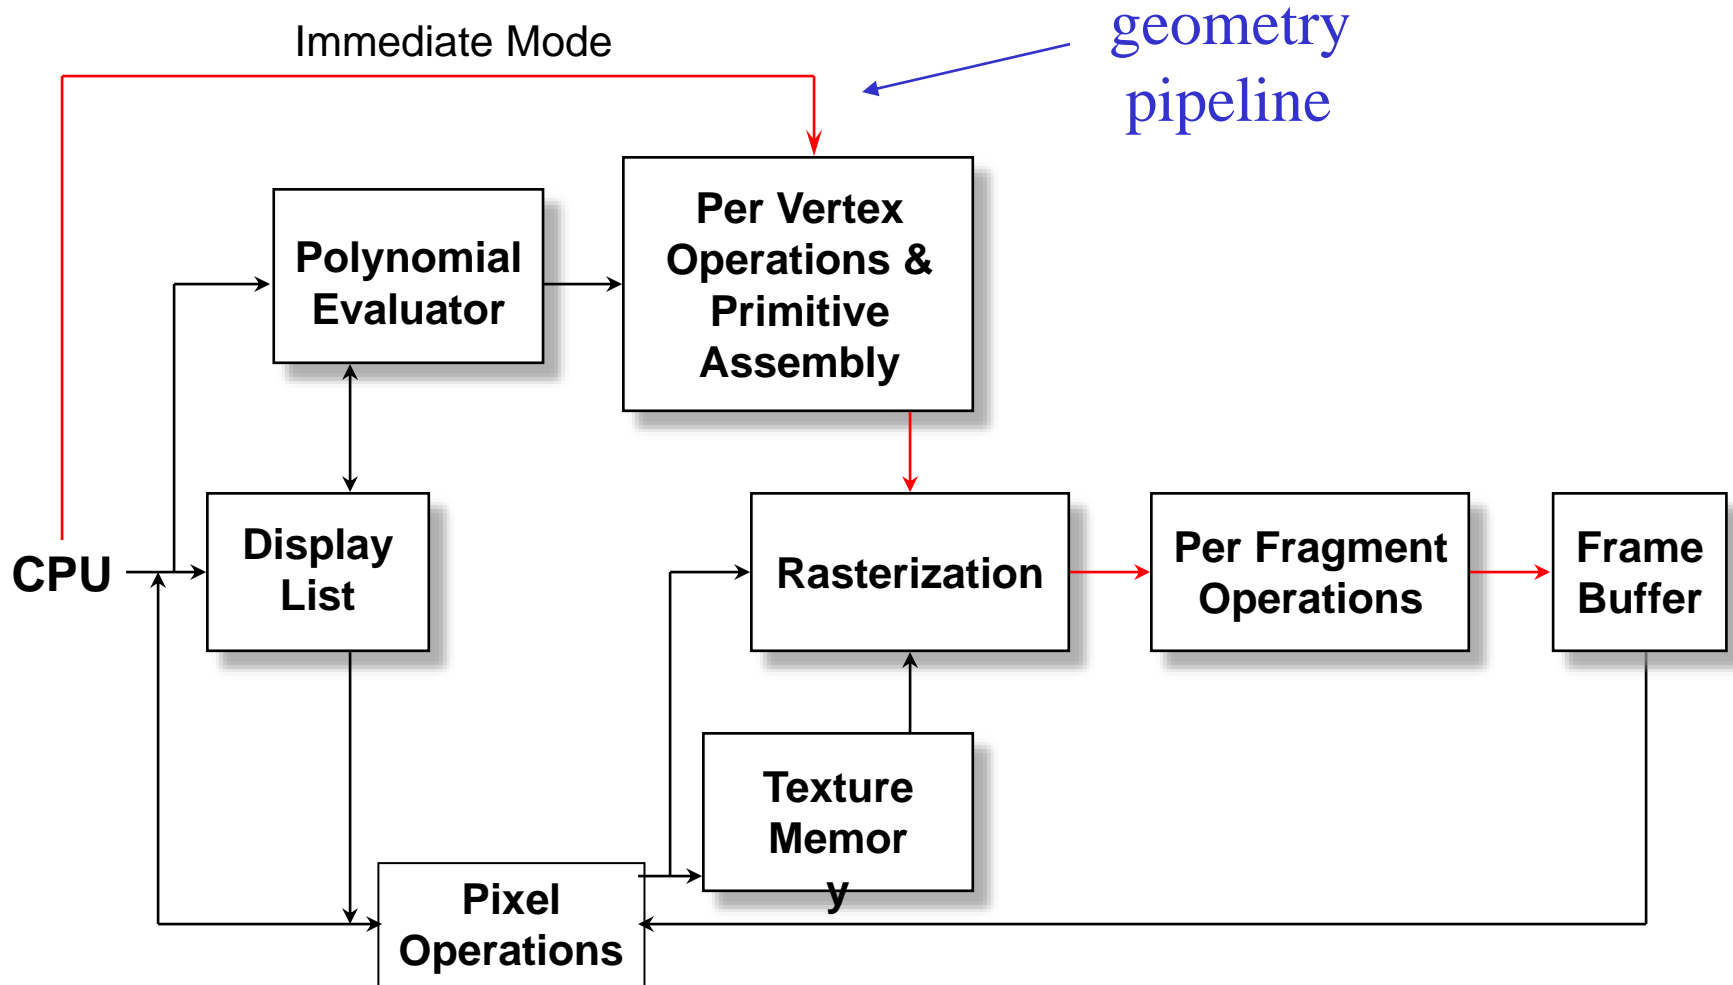 Immediate Mode
geometry
pipeline
Per Vertex
Operations &
Primitive
Assembly
Polynomial
Evaluator
CPU
Display
List
Rasterization
Per Fragment
Operations
Frame
Buffer
Texture
Memor
y
Pixel
Operations